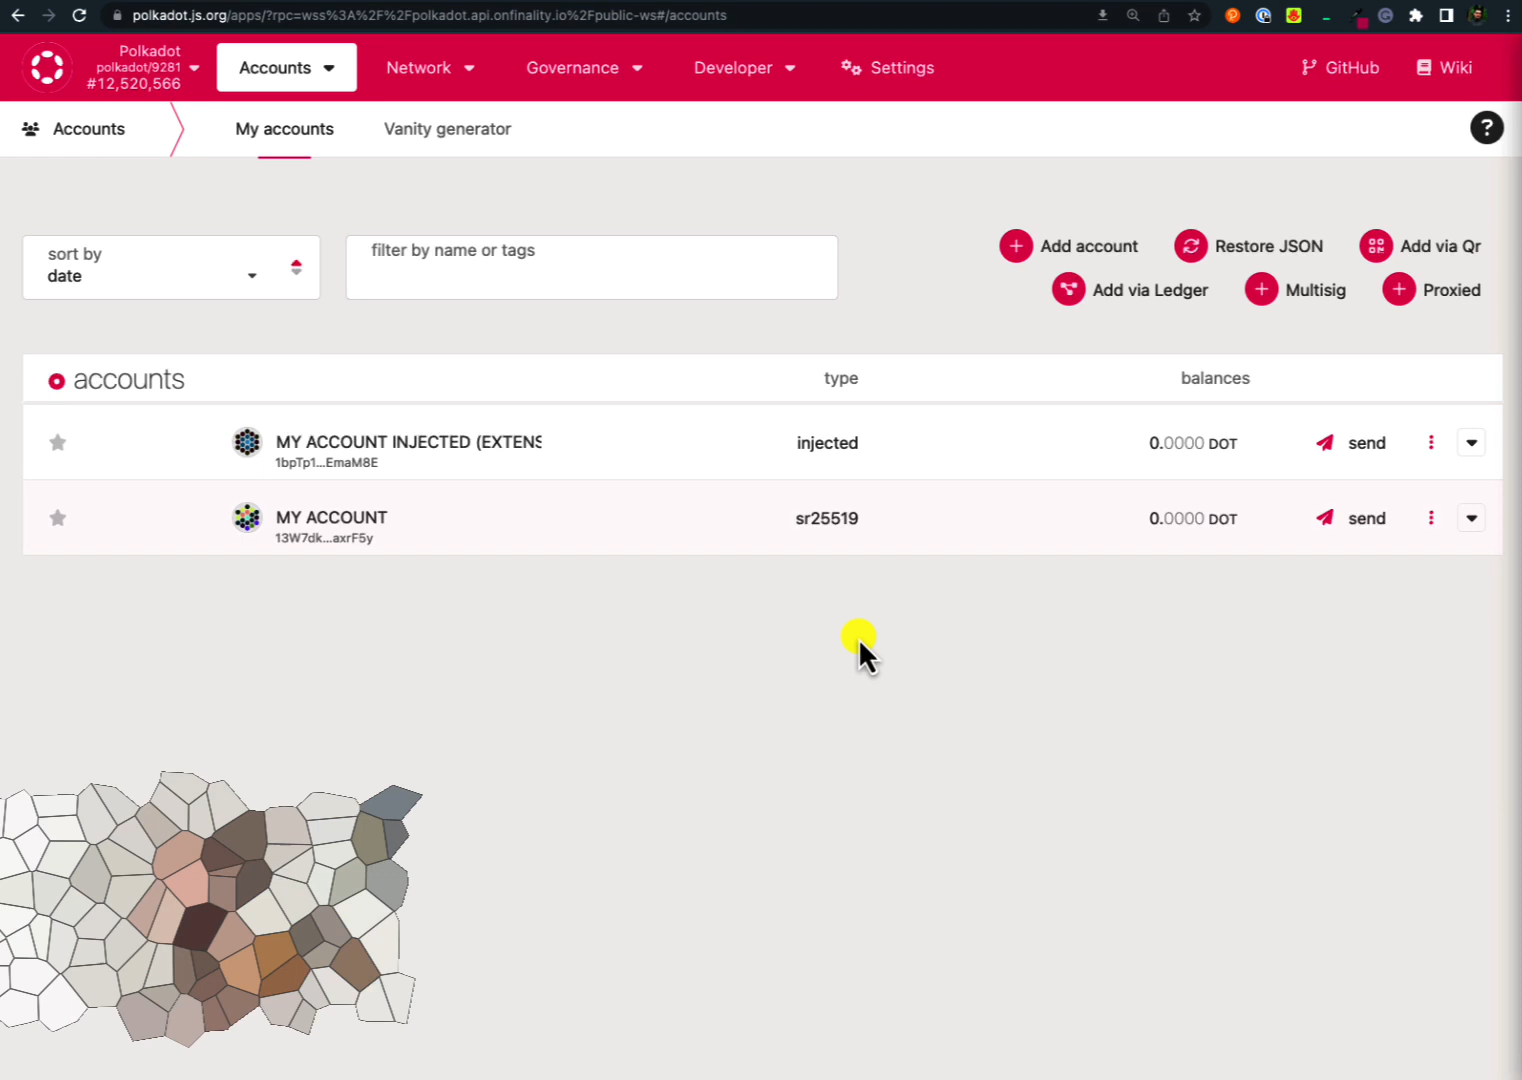 polkadot.js.org/apps/?rpc=wss%3A%2F%2Fpolkadot.api.onfinality.io%2Fpublic-ws#/accounts
Polkadot
polkadot/9281
#12,520,566
Accounts
Network
Governance
Developer
Settings
GitHub
Wiki
Accounts
My accounts
Vanity generator
?
sort by
date
filter by name or tags
Add account
Restore JSON
Add via Qr
Add via Ledger
Multisig
Proxied
accounts
type
balances
MY ACCOUNT INJECTED (EXTENS
1bpTp1...EmaM8E
injected
0.0000 DOT
send
MY ACCOUNT
13W7dk...axrF5y
sr25519
0.0000 DOT
send